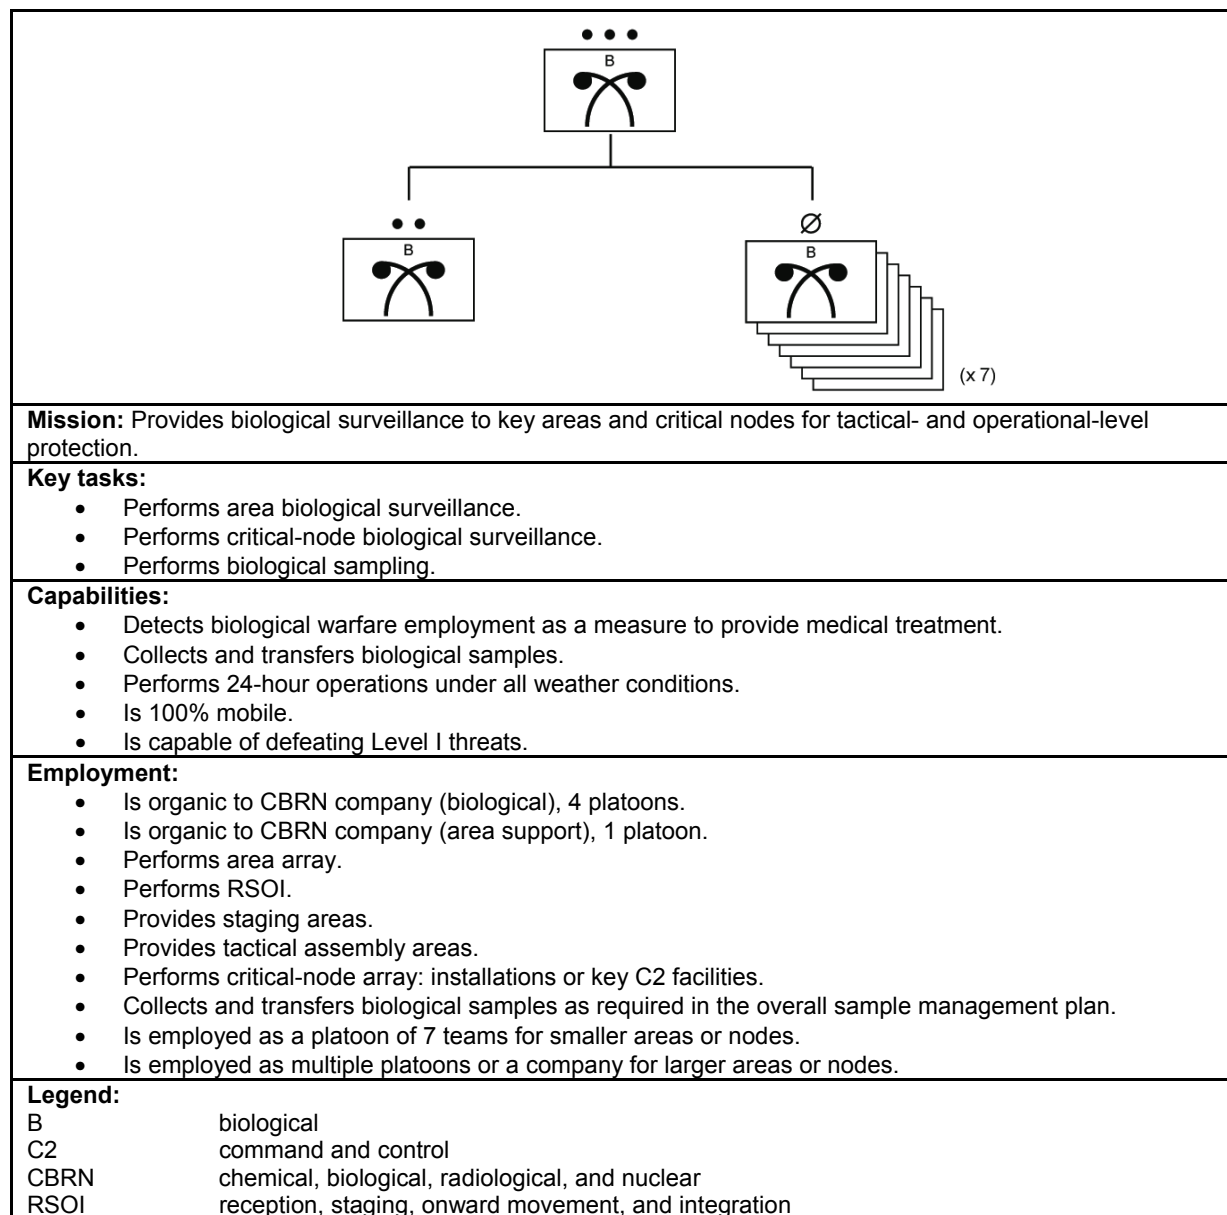 B
B
Ø
B
(x 7)
Mission: Provides biological surveillance to key areas and critical nodes for tactical- and operational-level
protection.
Key tasks:
• Performs area biological surveillance.
• Performs critical-node biological surveillance.
• Performs biological sampling.
Capabilities:
• Detects biological warfare employment as a measure to provide medical treatment.
• Collects and transfers biological samples.
• Performs 24-hour operations under all weather conditions.
• Is 100% mobile.
• Is capable of defeating Level I threats.
Employment:
• Is organic to CBRN company (biological), 4 platoons.
• Is organic to CBRN company (area support), 1 platoon.
• Performs area array.
• Performs RSOI.
• Provides staging areas.
• Provides tactical assembly areas.
• Performs critical-node array: installations or key C2 facilities.
• Collects and transfers biological samples as required in the overall sample management plan.
• Is employed as a platoon of 7 teams for smaller areas or nodes.
• Is employed as multiple platoons or a company for larger areas or nodes.
Legend:
B biological
C2 command and control
CBRN chemical, biological, radiological, and nuclear
RSOI reception, staging, onward movement, and integration